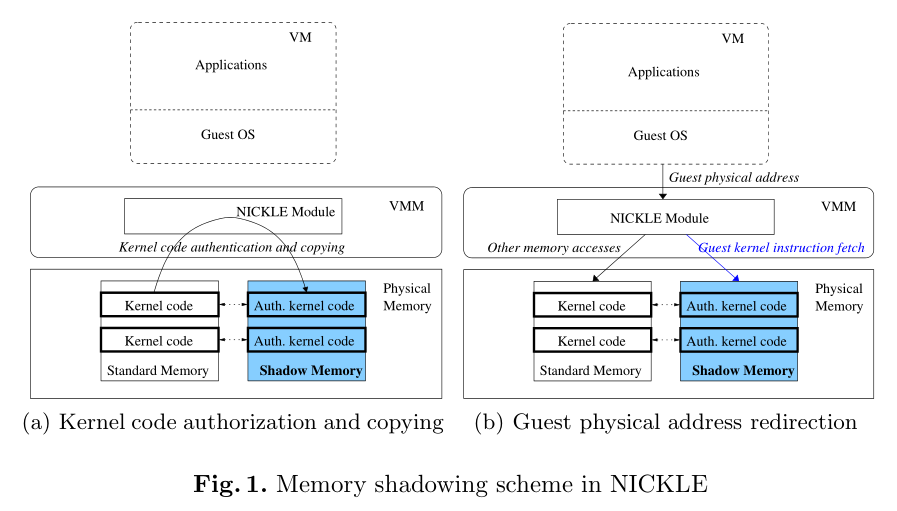 VM
Applications
Guest OS
NICKLE Module
VMM
Kernel code authentication and copying
Physical
Memory
Kernel code
Auth. kernel code
Kernel code
Auth. kernel code
Standard Memory
Shadow Memory
(a) Kernel code authorization and copying
VM
Applications
Guest OS
Guest physical address
VMM
NICKLE Module
Other memory accesses
Guest kernel instruction fetch
Physical
Memory
Kernel code
Auth. kernel code
Kernel code
Auth. kernel code
Standard Memory
Shadow Memory
(b) Guest physical address redirection
Fig. 1. Memory shadowing scheme in NICKLE